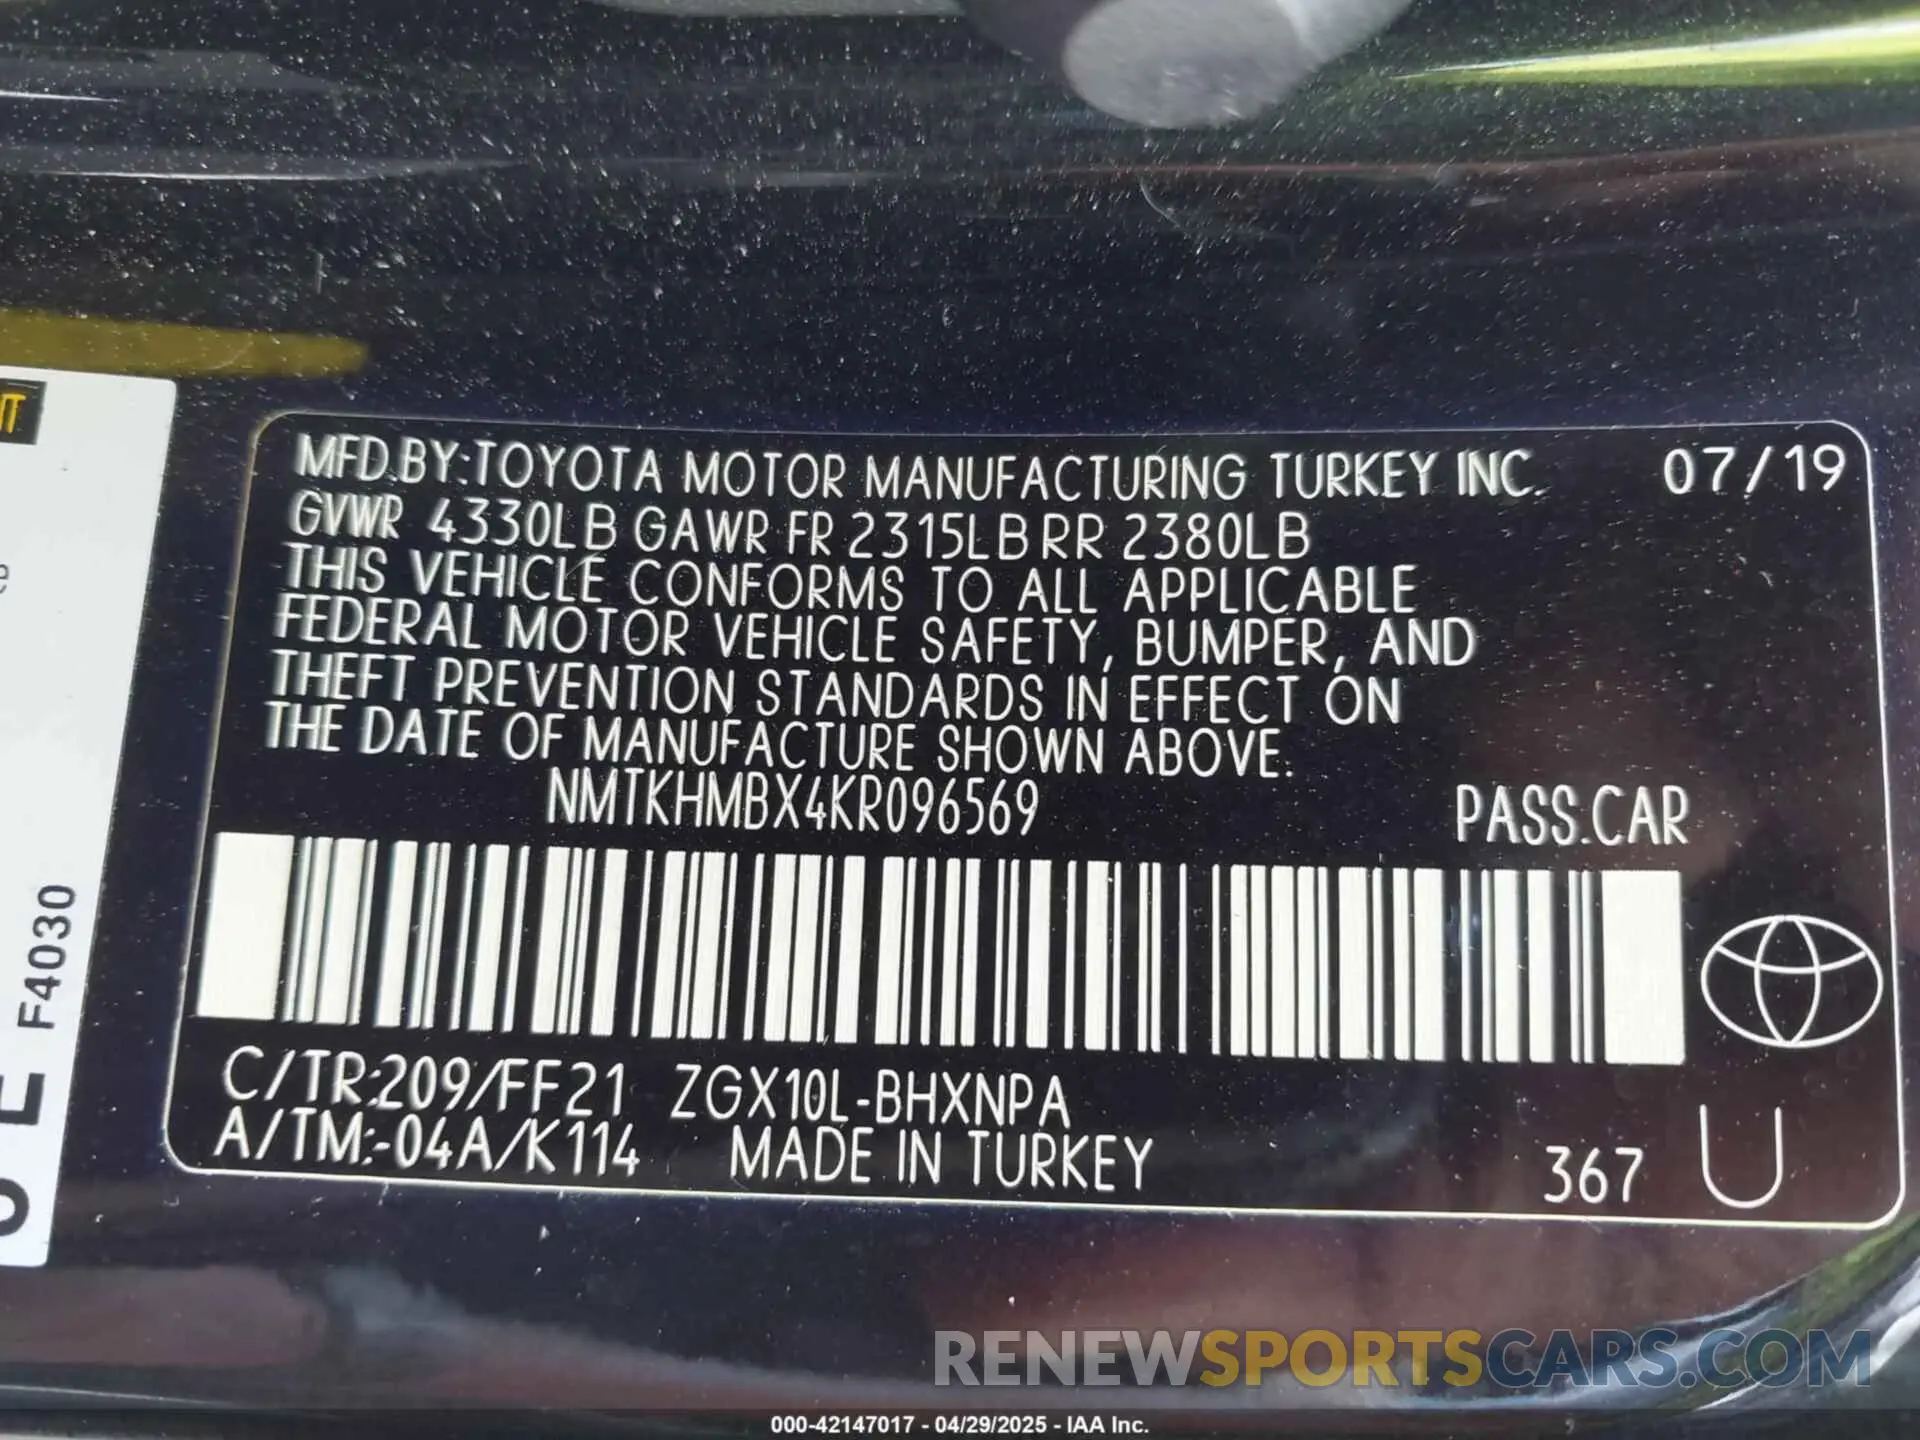 MFD.BY:TOYOTA MOTOR MANUFACTURING TURKEY INC. 07/19
GVWR 4330LB GAWR FR 2315LB RR 2380LB
THIS VEHICLE CONFORMS TO ALL APPLICABLE
FEDERAL MOTOR VEHICLE SAFETY, BUMPER, AND
THEFT PREVENTION STANDARDS IN EFFECT ON
THE DATE OF MANUFACTURE SHOWN ABOVE.
NMTKHMBX4KR096569 PASS.CAR
C/TR:209/FF21 ZGX10L-BHXNPA
A/TM:-04A/K114 MADE IN TURKEY 367 U
F4030
RENEWSPORTSCARS.COM
000-42147017 - 04/29/2025 - IAA Inc.